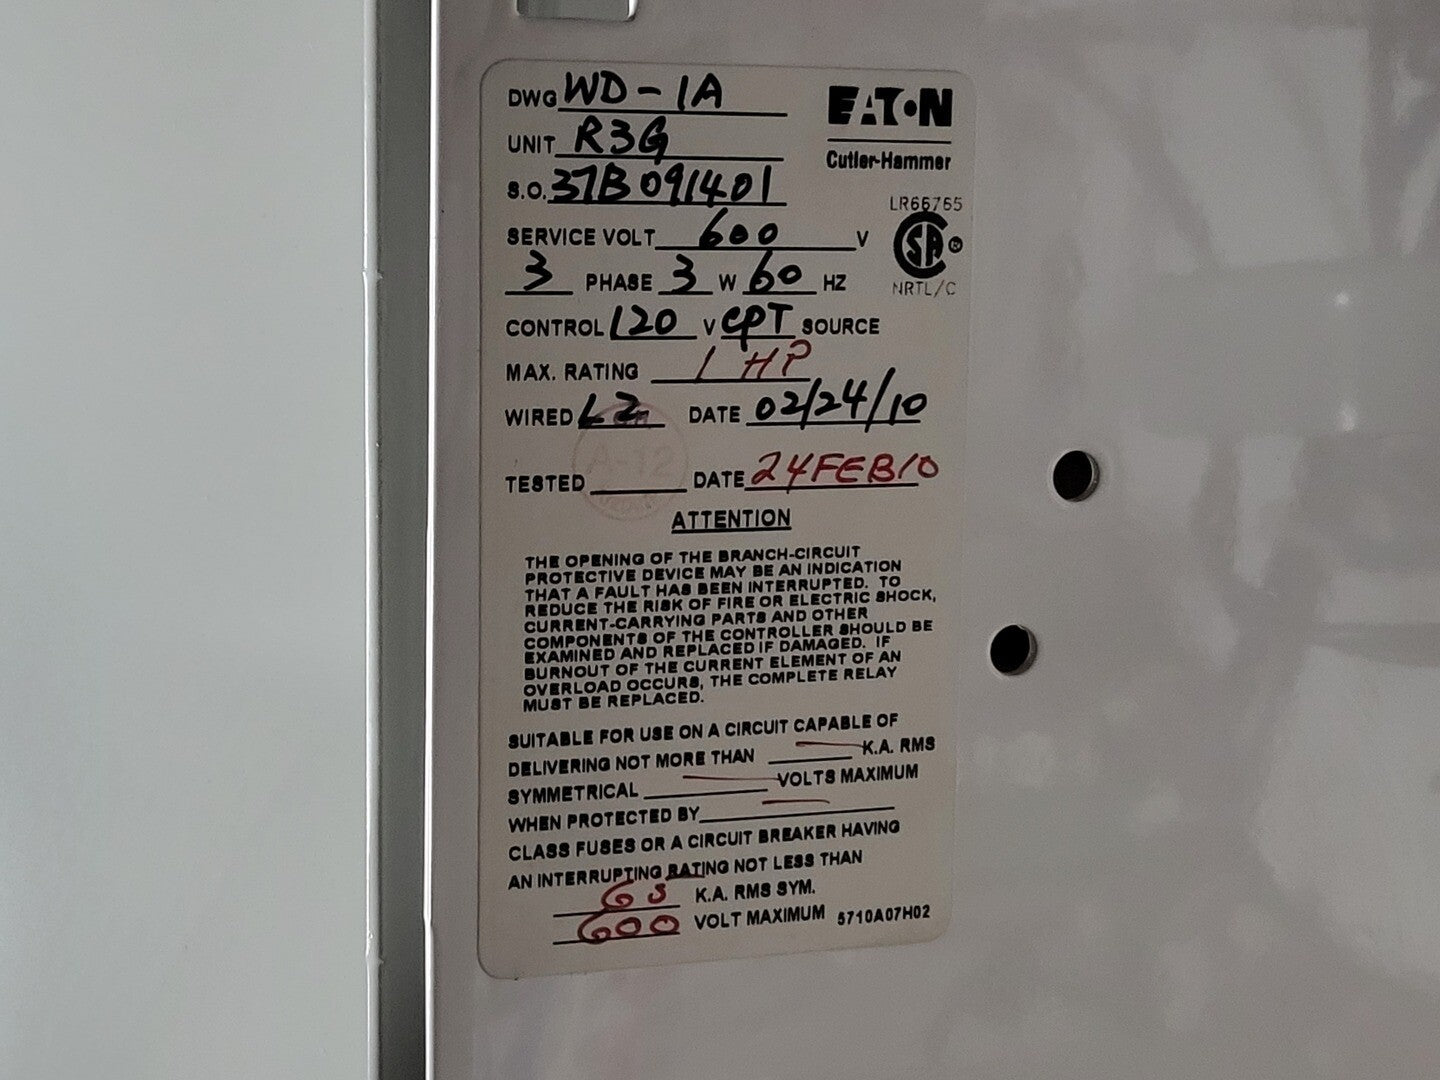 DWG WD-1A
EATON
Cutler-Hammer
UNIT R3G
S.O. 37B091401
LR66765
SA ®
NRTL/C
SERVICE VOLT 600 V
3 PHASE 3 W 60 HZ
CONTROL 120 V CPT SOURCE
MAX. RATING 1 HP
WIRED LZ DATE 02/24/10
A-12
TESTED DATE 24FEB10
ATTENTION
THE OPENING OF THE BRANCH-CIRCUIT
PROTECTIVE DEVICE MAY BE AN INDICATION
THAT A FAULT HAS BEEN INTERRUPTED. TO
REDUCE THE RISK OF FIRE OR ELECTRIC SHOCK,
CURRENT-CARRYING PARTS AND OTHER
COMPONENTS OF THE CONTROLLER SHOULD BE
EXAMINED AND REPLACED IF DAMAGED. IF
BURNOUT OF THE CURRENT ELEMENT OF AN
OVERLOAD OCCURS, THE COMPLETE RELAY
MUST BE REPLACED.
SUITABLE FOR USE ON A CIRCUIT CAPABLE OF
DELIVERING NOT MORE THAN — K.A. RMS
SYMMETRICAL — VOLTS MAXIMUM
WHEN PROTECTED BY —
CLASS FUSES OR A CIRCUIT BREAKER HAVING
AN INTERRUPTING RATING NOT LESS THAN
65 K.A. RMS SYM.
600 VOLT MAXIMUM 5710A07H02